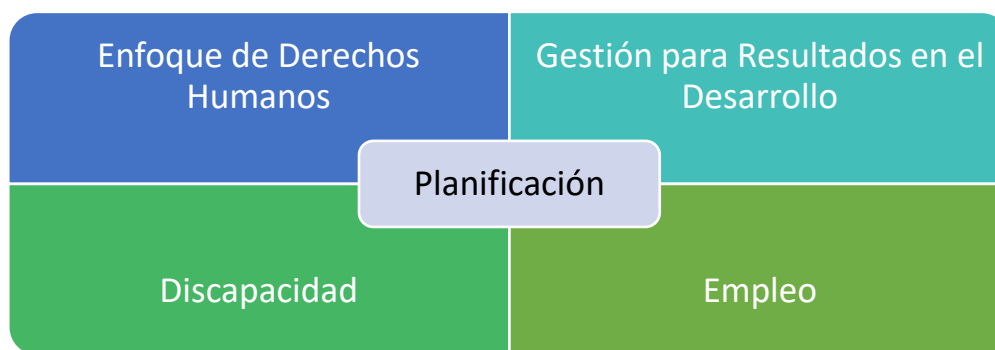 Enfoque de Derechos
Humanos
Gestión para Resultados en el
Desarrollo
Planificación
Discapacidad
Empleo